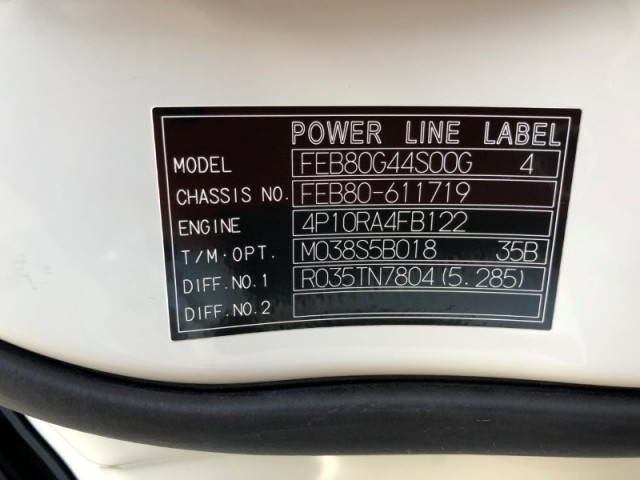 POWER LINE LABEL
MODEL FEB80G44S00G 4
CHASSIS NO. FEB80-611719
ENGINE 4P10RA4FB122
T/M·OPT. M038S5B018 35B
DIFF.NO.1 R035TN7804(5.285)
DIFF.NO.2